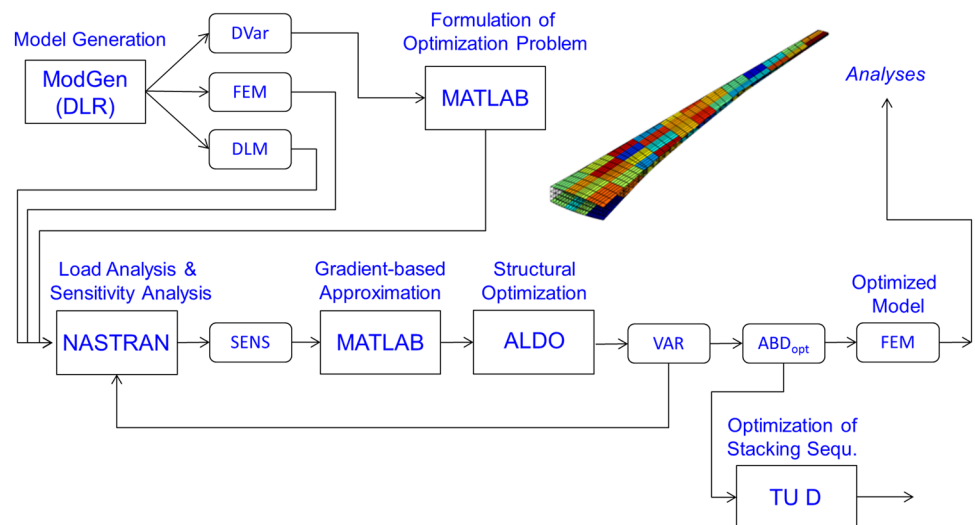 Model Generation
ModGen
(DLR)
DVar
FEM
DLM
Formulation of
Optimization Problem
MATLAB
Analyses
Load Analysis &
Sensitivity Analysis
NASTRAN
SENS
Gradient-based
Approximation
MATLAB
Structural
Optimization
ALDO
VAR
ABDopt
Optimized
Model
FEM
Optimization of
Stacking Sequ.
TU D